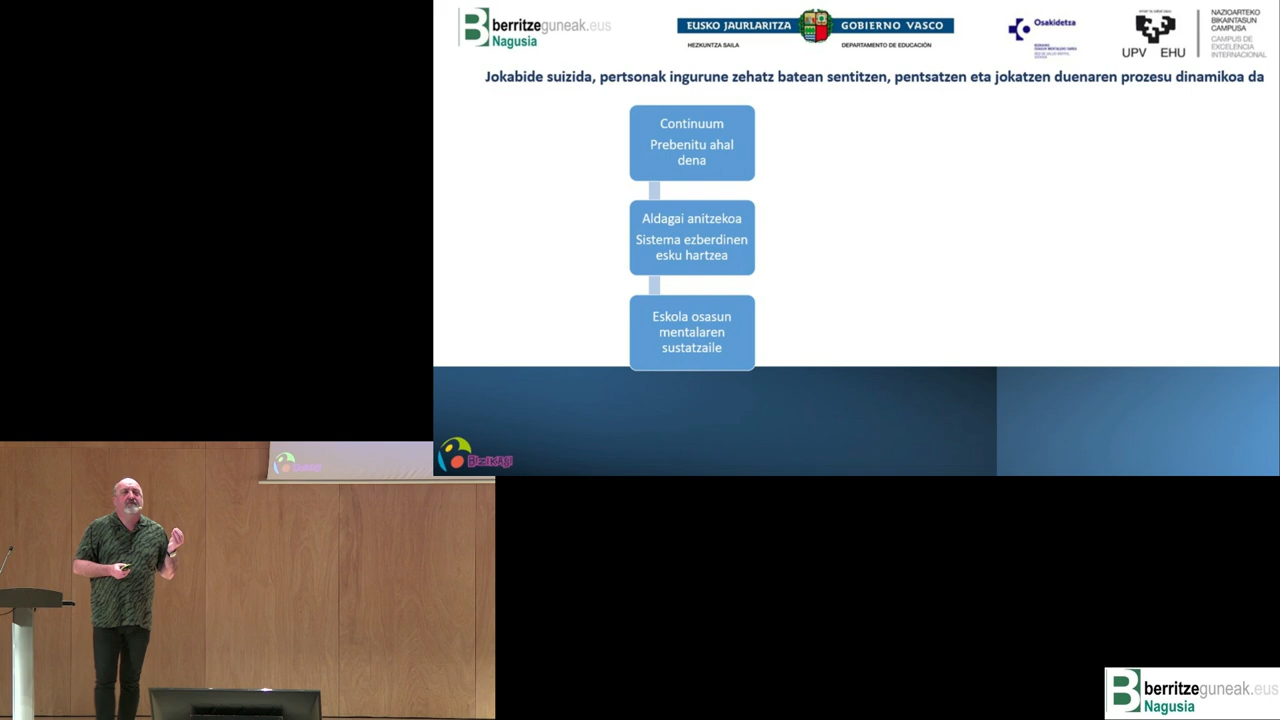 berritzeguneak.eus
Nagusia
EUSKO JAURLARITZA
GOBIERNO VASCO
HEZKUNTZA SAILA
DEPARTAMENTO DE EDUCACIÓN
Osakidetza
UPV EHU
NAZIOARTEKO
BIKAINTASUN
CAMPUSA
CAMPUS DE
EXCELENCIA
INTERNACIONAL
Jokabide suizida, pertsonak ingurune zehatz batean sentitzen, pentsatzen eta jokatzen duenaren prozesu dinamikoa da
Continuum
Prebenitu ahal
dena
Aldagai anitzekoa
Sistema ezberdinen
esku hartzea
Eskola osasun
mentalaren
sustatzaile
BIZIKASI
berritzeguneak.eus
Nagusia